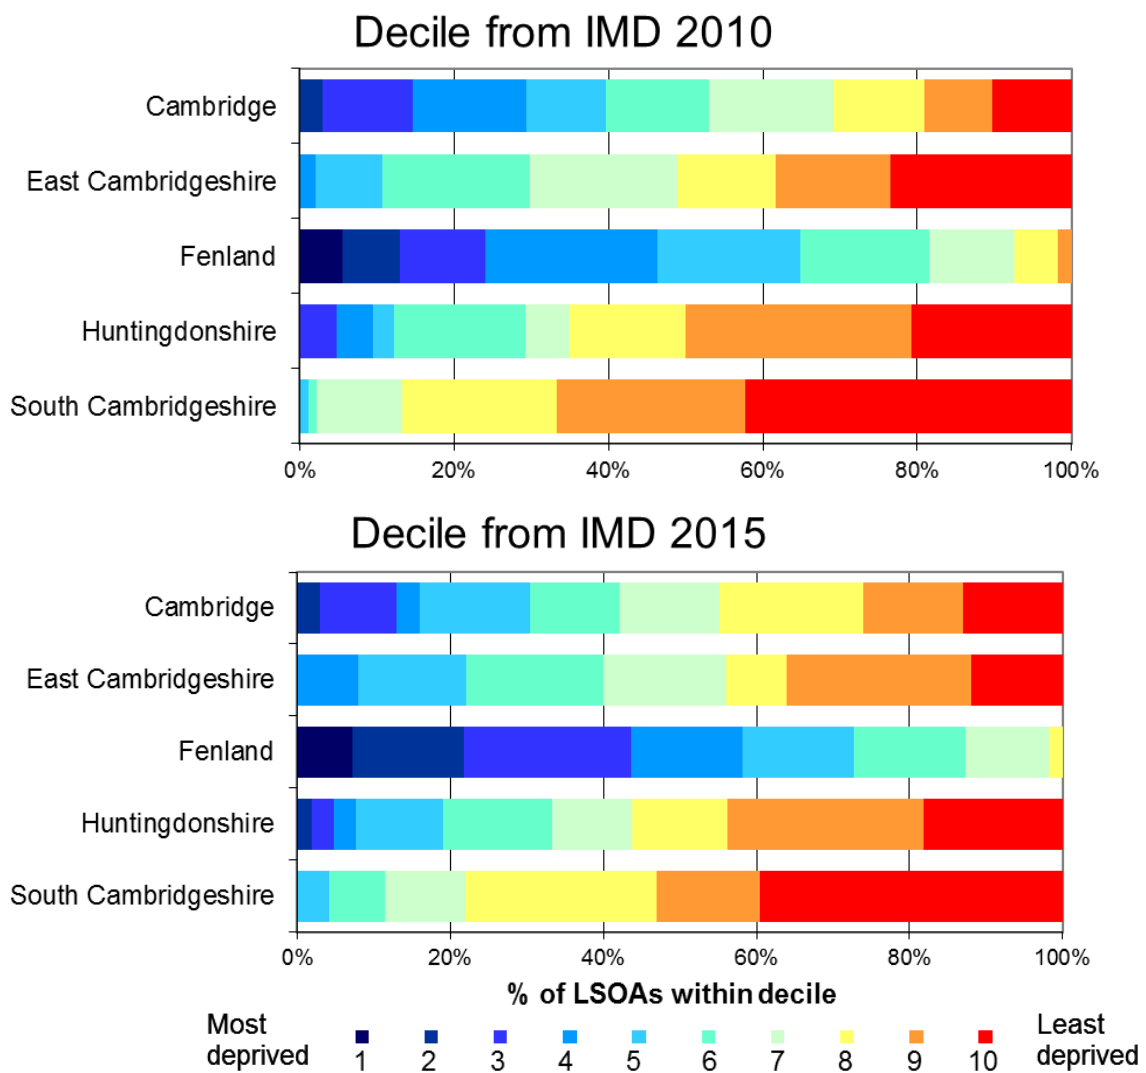 Decile from IMD 2010
Cambridge
East Cambridgeshire
Fenland
Huntingdonshire
South Cambridgeshire
0% 20% 40% 60% 80% 100%
Decile from IMD 2015
Cambridge
East Cambridgeshire
Fenland
Huntingdonshire
South Cambridgeshire
0% 20% 40% 60% 80% 100%
% of LSOAs within decile
Most deprived
1 2 3 4 5 6 7 8 9 10
Least deprived